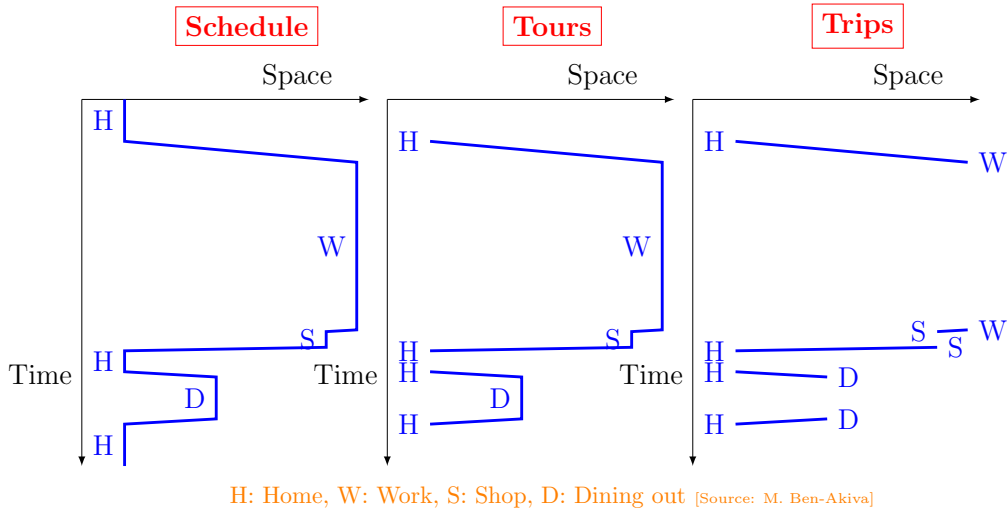 Schedule
Tours
Trips
Space
Space
Space
H
W
S
H
Time
D
H
H
W
S
H
H
Time
D
H
H
W
W
S
S
H
H
Time
D
D
H
H: Home, W: Work, S: Shop, D: Dining out [Source: M. Ben-Akiva]